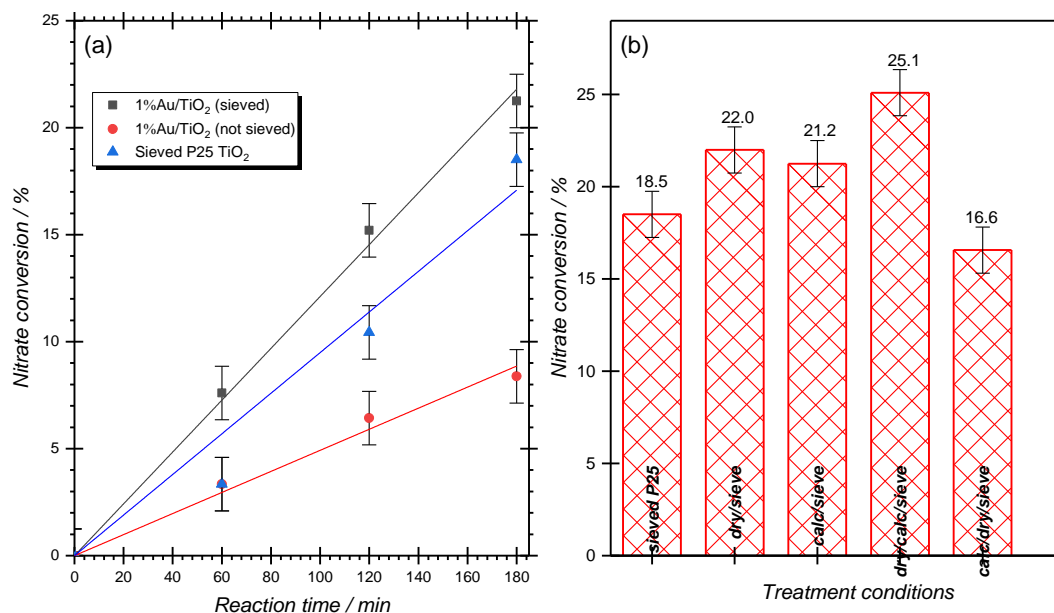 (a)
25
20
15
10
5
0
Nitrate conversion / %
1%Au/TiO₂ (sieved)
1%Au/TiO₂ (not sieved)
Sieved P25 TiO₂
0 20 40 60 80 100 120 140 160 180
Reaction time / min
(b)
25
20
15
10
5
0
Nitrate conversion / %
18.5
22.0
21.2
25.1
16.6
sieved P25
dry/sieve
calc/sieve
dry/calc/sieve
calc/dry/sieve
Treatment conditions